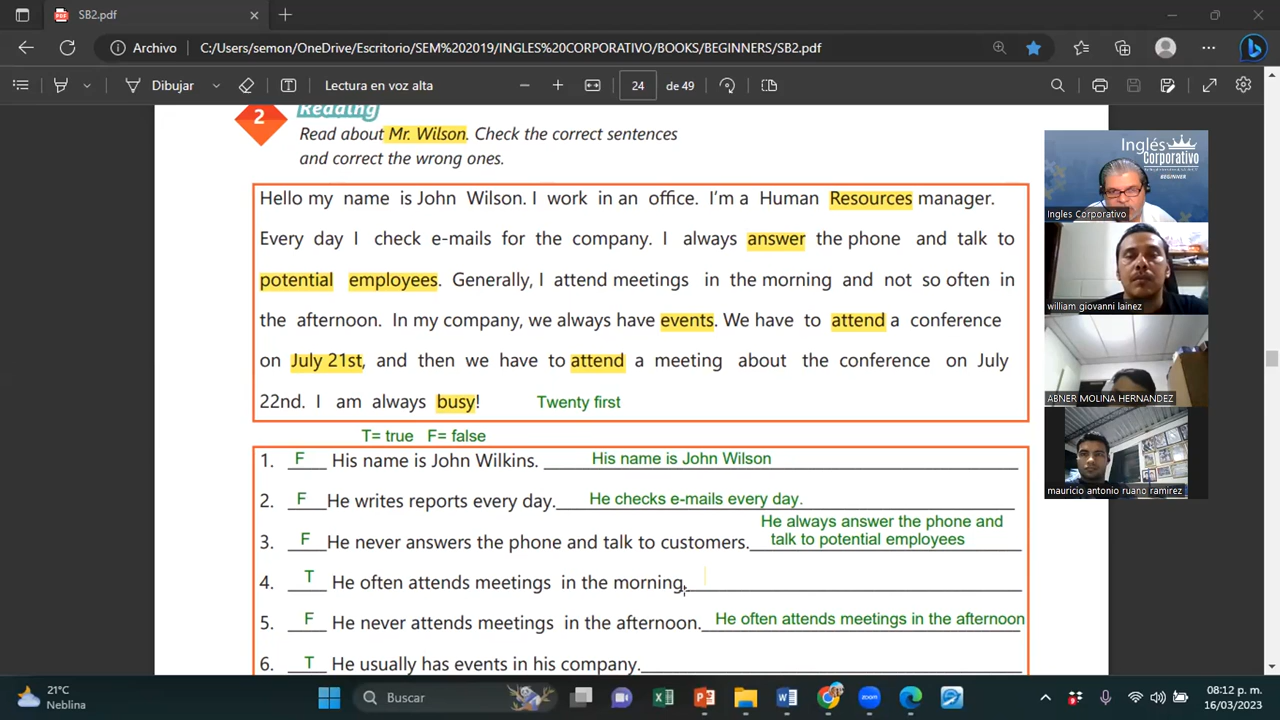 SB2.pdf
Archivo C:/Users/semon/OneDrive/Escritorio/SEM%202019/INGLES%20CORPORATIVO/BOOKS/BEGINNERS/SB2.pdf
Dibujar Lectura en voz alta 24 de 49
2 Reading
Read about Mr. Wilson. Check the correct sentences
and correct the wrong ones.
Hello my name is John Wilson. I work in an office. I'm a Human Resources manager.
Every day I check e-mails for the company. I always answer the phone and talk to
potential employees. Generally, I attend meetings in the morning and not so often in
the afternoon. In my company, we always have events. We have to attend a conference
on July 21st, and then we have to attend a meeting about the conference on July
22nd. I am always busy! Twenty first
T= true F= false
1. F His name is John Wilkins. His name is John Wilson
2. F He writes reports every day. He checks e-mails every day.
3. F He never answers the phone and talk to customers. He always answer the phone and
talk to potential employees
4. T He often attends meetings in the morning.
5. F He never attends meetings in the afternoon. He often attends meetings in the afternoon
6. T He usually has events in his company.
Inglés
Corporativo
BEGINNER
Ingles Corporativo
william giovanni lainez
ABNER MOLINA HERNANDEZ
mauricio antonio ruano ramirez
21°C
Neblina
Buscar
08:12 p. m.
16/03/2023